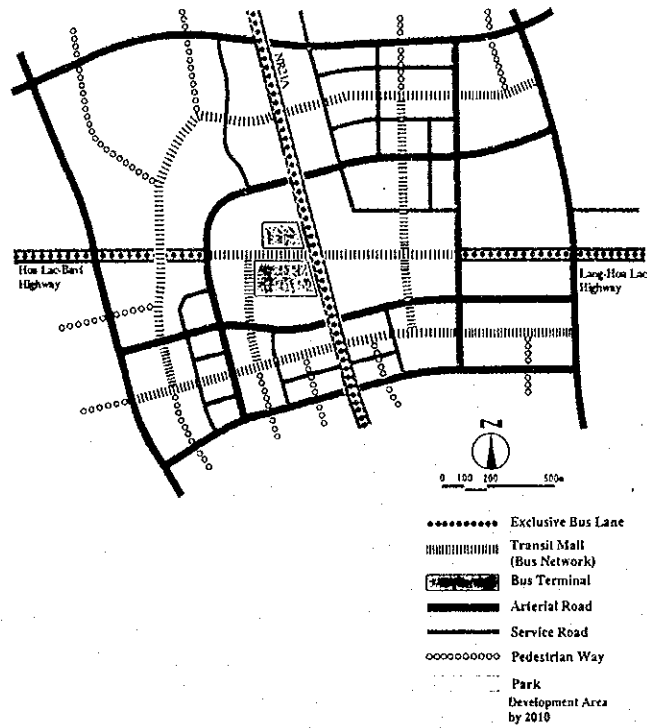 NR21A
Hoa Lac-Bavi
Highway
Lang-Hoa Lac
Highway
Z
0 100 200 500m
Exclusive Bus Lane
Transit Mall
(Bus Network)
Bus Terminal
Arterial Road
Service Road
Pedestrian Way
Park
Development Area
by 2010